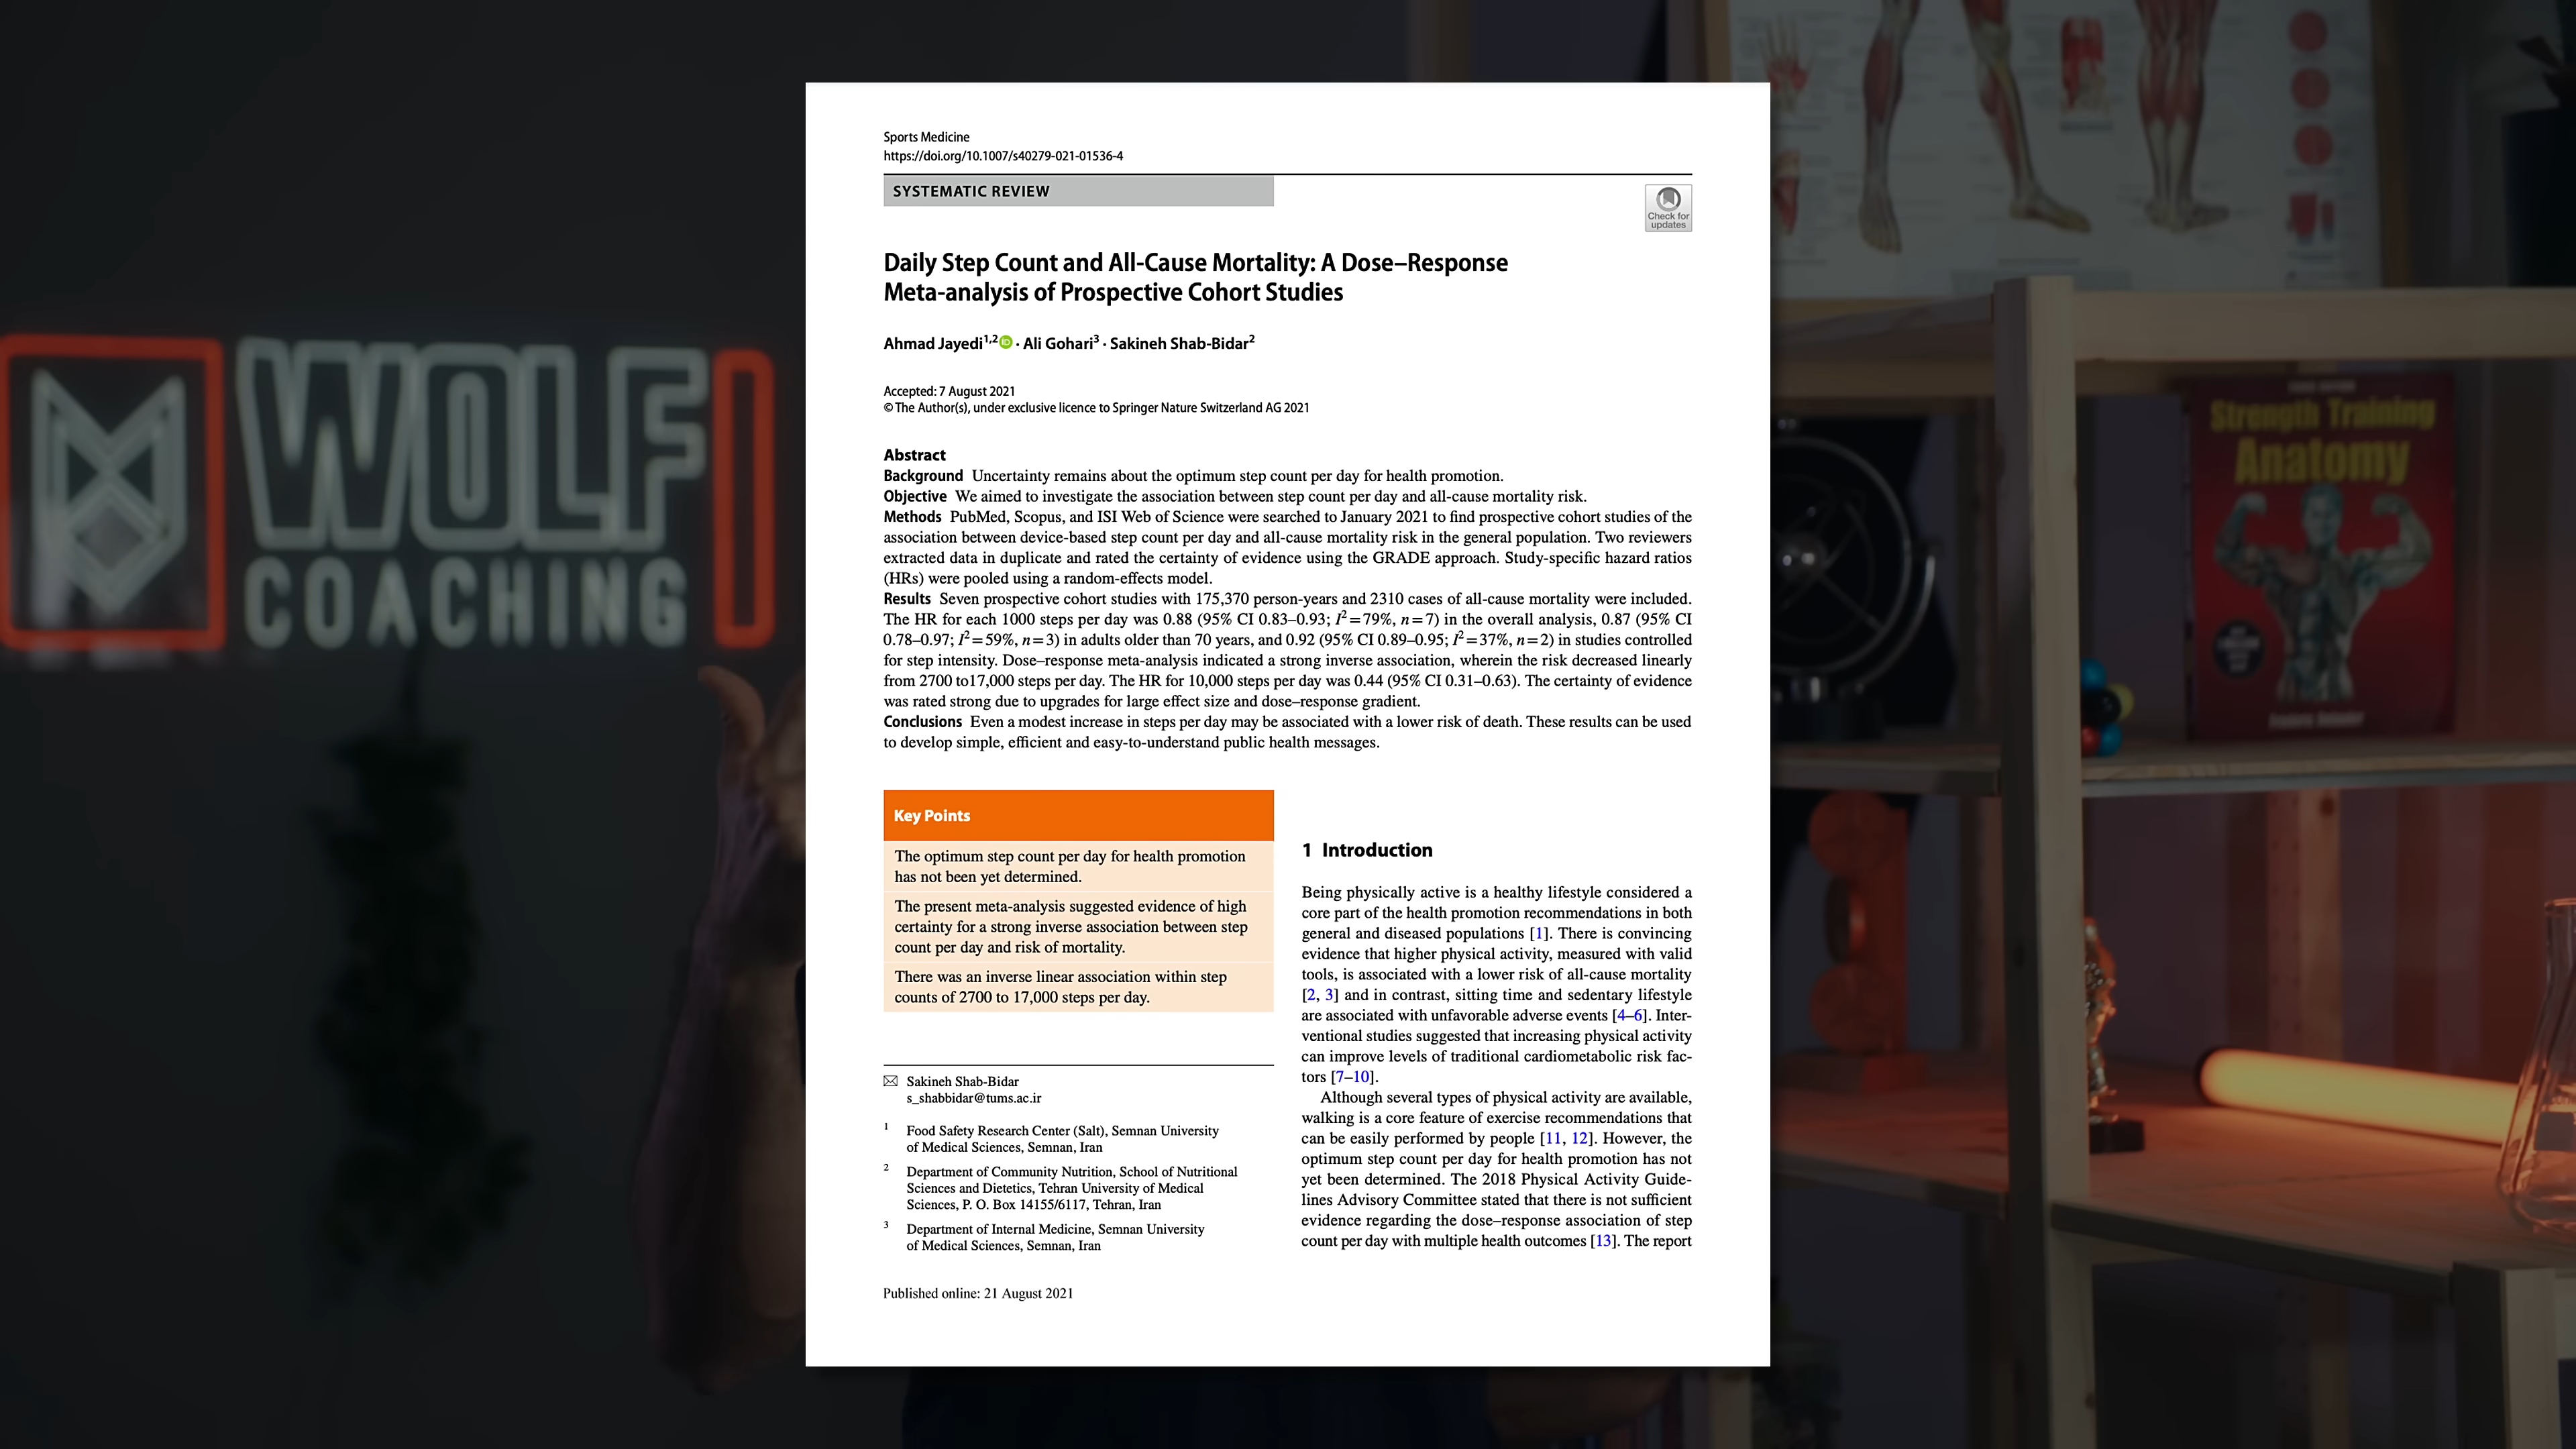 WOLF
COACHING
Strength Training
Anatomy
Sports Medicine
https://doi.org/10.1007/s40279-021-01536-4
SYSTEMATIC REVIEW
Check for
updates
Daily Step Count and All-Cause Mortality: A Dose–Response
Meta-analysis of Prospective Cohort Studies
Ahmad Jayedi1,2 iD · Ali Gohari3 · Sakineh Shab-Bidar2
Accepted: 7 August 2021
© The Author(s), under exclusive licence to Springer Nature Switzerland AG 2021
Abstract
Background Uncertainty remains about the optimum step count per day for health promotion.
Objective We aimed to investigate the association between step count per day and all-cause mortality risk.
Methods PubMed, Scopus, and ISI Web of Science were searched to January 2021 to find prospective cohort studies of the
association between device-based step count per day and all-cause mortality risk in the general population. Two reviewers
extracted data in duplicate and rated the certainty of evidence using the GRADE approach. Study-specific hazard ratios
(HRs) were pooled using a random-effects model.
Results Seven prospective cohort studies with 175,370 person-years and 2310 cases of all-cause mortality were included.
The HR for each 1000 steps per day was 0.88 (95% CI 0.83–0.93; I2=79%, n=7) in the overall analysis, 0.87 (95% CI
0.78–0.97; I2=59%, n=3) in adults older than 70 years, and 0.92 (95% CI 0.89–0.95; I2=37%, n=2) in studies controlled
for step intensity. Dose–response meta-analysis indicated a strong inverse association, wherein the risk decreased linearly
from 2700 to17,000 steps per day. The HR for 10,000 steps per day was 0.44 (95% CI 0.31–0.63). The certainty of evidence
was rated strong due to upgrades for large effect size and dose–response gradient.
Conclusions Even a modest increase in steps per day may be associated with a lower risk of death. These results can be used
to develop simple, efficient and easy-to-understand public health messages.
Key Points
The optimum step count per day for health promotion
has not been yet determined.
The present meta-analysis suggested evidence of high
certainty for a strong inverse association between step
count per day and risk of mortality.
There was an inverse linear association within step
counts of 2700 to 17,000 steps per day.
Sakineh Shab-Bidar
s_shabbidar@tums.ac.ir
1 Food Safety Research Center (Salt), Semnan University
of Medical Sciences, Semnan, Iran
2 Department of Community Nutrition, School of Nutritional
Sciences and Dietetics, Tehran University of Medical
Sciences, P. O. Box 14155/6117, Tehran, Iran
3 Department of Internal Medicine, Semnan University
of Medical Sciences, Semnan, Iran
1 Introduction
Being physically active is a healthy lifestyle considered a
core part of the health promotion recommendations in both
general and diseased populations [1]. There is convincing
evidence that higher physical activity, measured with valid
tools, is associated with a lower risk of all-cause mortality
[2, 3] and in contrast, sitting time and sedentary lifestyle
are associated with unfavorable adverse events [4–6]. Inter-
ventional studies suggested that increasing physical activity
can improve levels of traditional cardiometabolic risk fac-
tors [7–10].
Although several types of physical activity are available,
walking is a core feature of exercise recommendations that
can be easily performed by people [11, 12]. However, the
optimum step count per day for health promotion has not
yet been determined. The 2018 Physical Activity Guide-
lines Advisory Committee stated that there is not sufficient
evidence regarding the dose–response association of step
count per day with multiple health outcomes [13]. The report
Published online: 21 August 2021